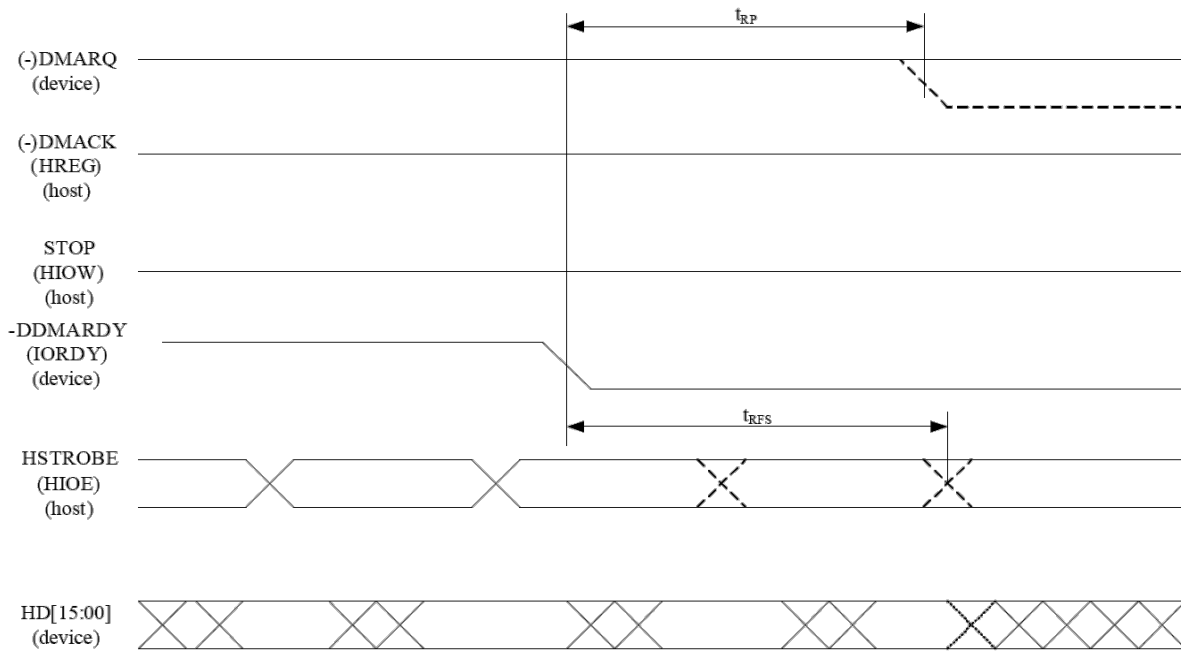 tRP
(-)DMARQ
(device)
(-)DMACK
(HREG)
(host)
STOP
(HIOW)
(host)
-DDMARDY
(IORDY)
(device)
tRFS
HSTROBE
(HIOE)
(host)
HD[15:00]
(device)